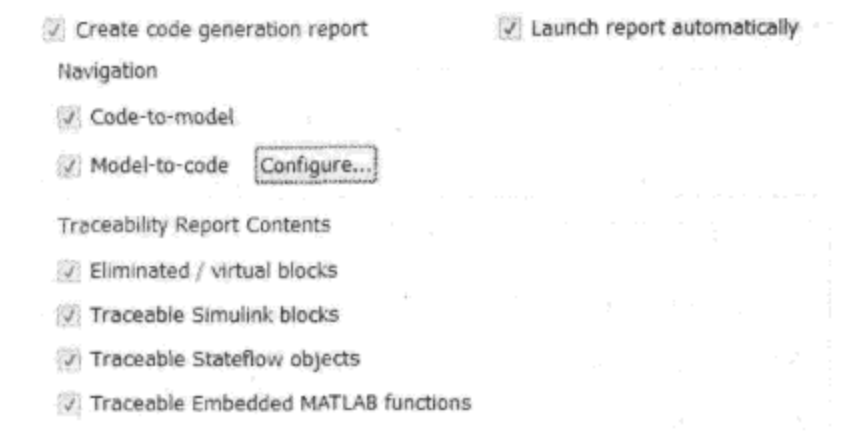 Create code generation report Launch report automatically
Navigation
Code-to-model
Model-to-code Configure...
Traceability Report Contents
Eliminated / virtual blocks
Traceable Simulink blocks
Traceable Stateflow objects
Traceable Embedded MATLAB functions